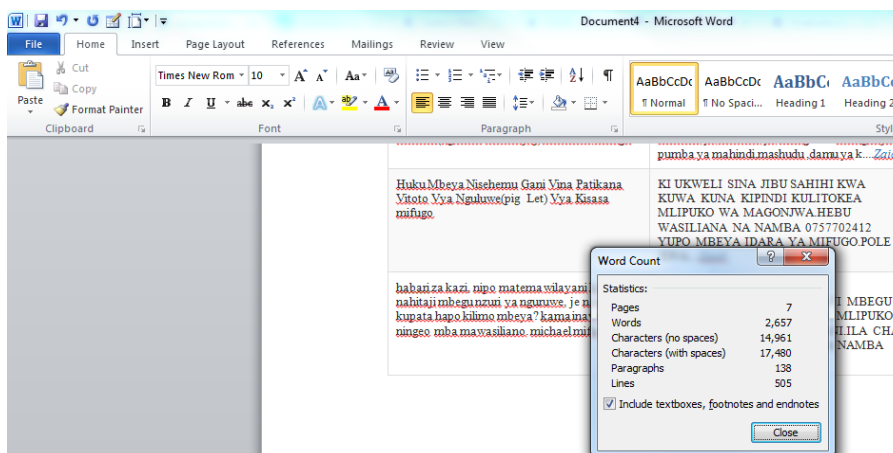 Document4 - Microsoft Word
File Home Insert Page Layout References Mailings Review View
Paste
Cut
Copy
Format Painter
Clipboard
Times New Rom 10
Font
Paragraph
AaBbCcDc AaBbCcDc AaBbC AaBbC
¶ Normal ¶ No Spaci... Heading 1 Heading 2
Styl
pumba ya mahindi,mashudu ,damu ya k....Zaid
Huku Mbeya Nisehemu Gani Vina Patikana
Vitoto Vya Nguluwe(pig Let) Vya Kisasa
mifugo
KI UKWELI SINA JIBU SAHIHI KWA
KUWA KUNA KIPINDI KULITOKEA
MLIPUKO WA MAGONJWA.HEBU
WASILIANA NA NAMBA 0757702412
YUPO MBEYA IDARA YA MIFUGO.POLE
habari za kazi, nipo matema wilayani
nahitaji mbegu nzuri ya nguruwe, je n
kupata hapo kilimo mbeya? kama ina
ningeo mba mawasiliano. michael mif
I MBEGU
MLIPUKO
NI.ILA CHA
NAMBA
Word Count
Statistics:
Pages 7
Words 2,657
Characters (no spaces) 14,961
Characters (with spaces) 17,480
Paragraphs 138
Lines 505
Include textboxes, footnotes and endnotes
Close